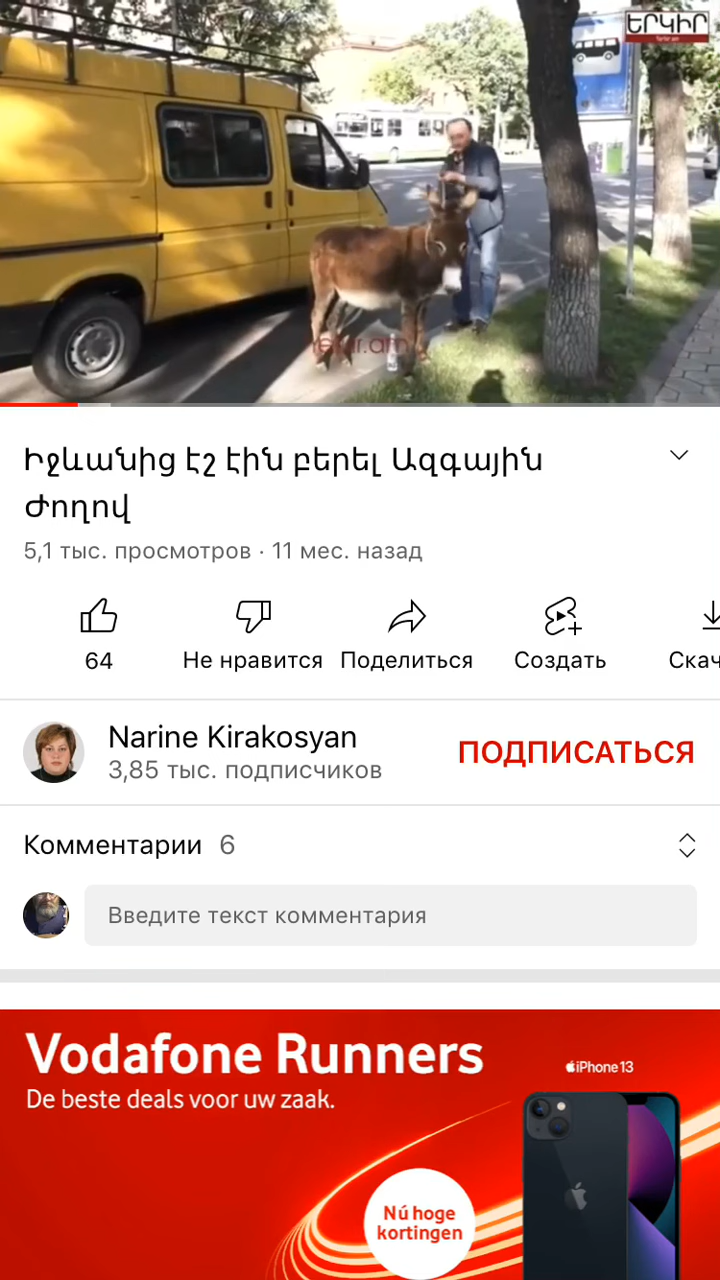 ԵՐԿԻՐ
Yerkir.am
Իջևանից էշ էին բերել Ազգային
Ժողով
5,1 тыс. просмотров · 11 мес. назад
64
Не нравится
Поделиться
Создать
Скач
Narine Kirakosyan
3,85 тыс. подписчиков
ПОДПИСАТЬСЯ
Комментарии 6
Введите текст комментария
Vodafone Runners
De beste deals voor uw zaak.
iPhone 13
Nú hoge
kortingen